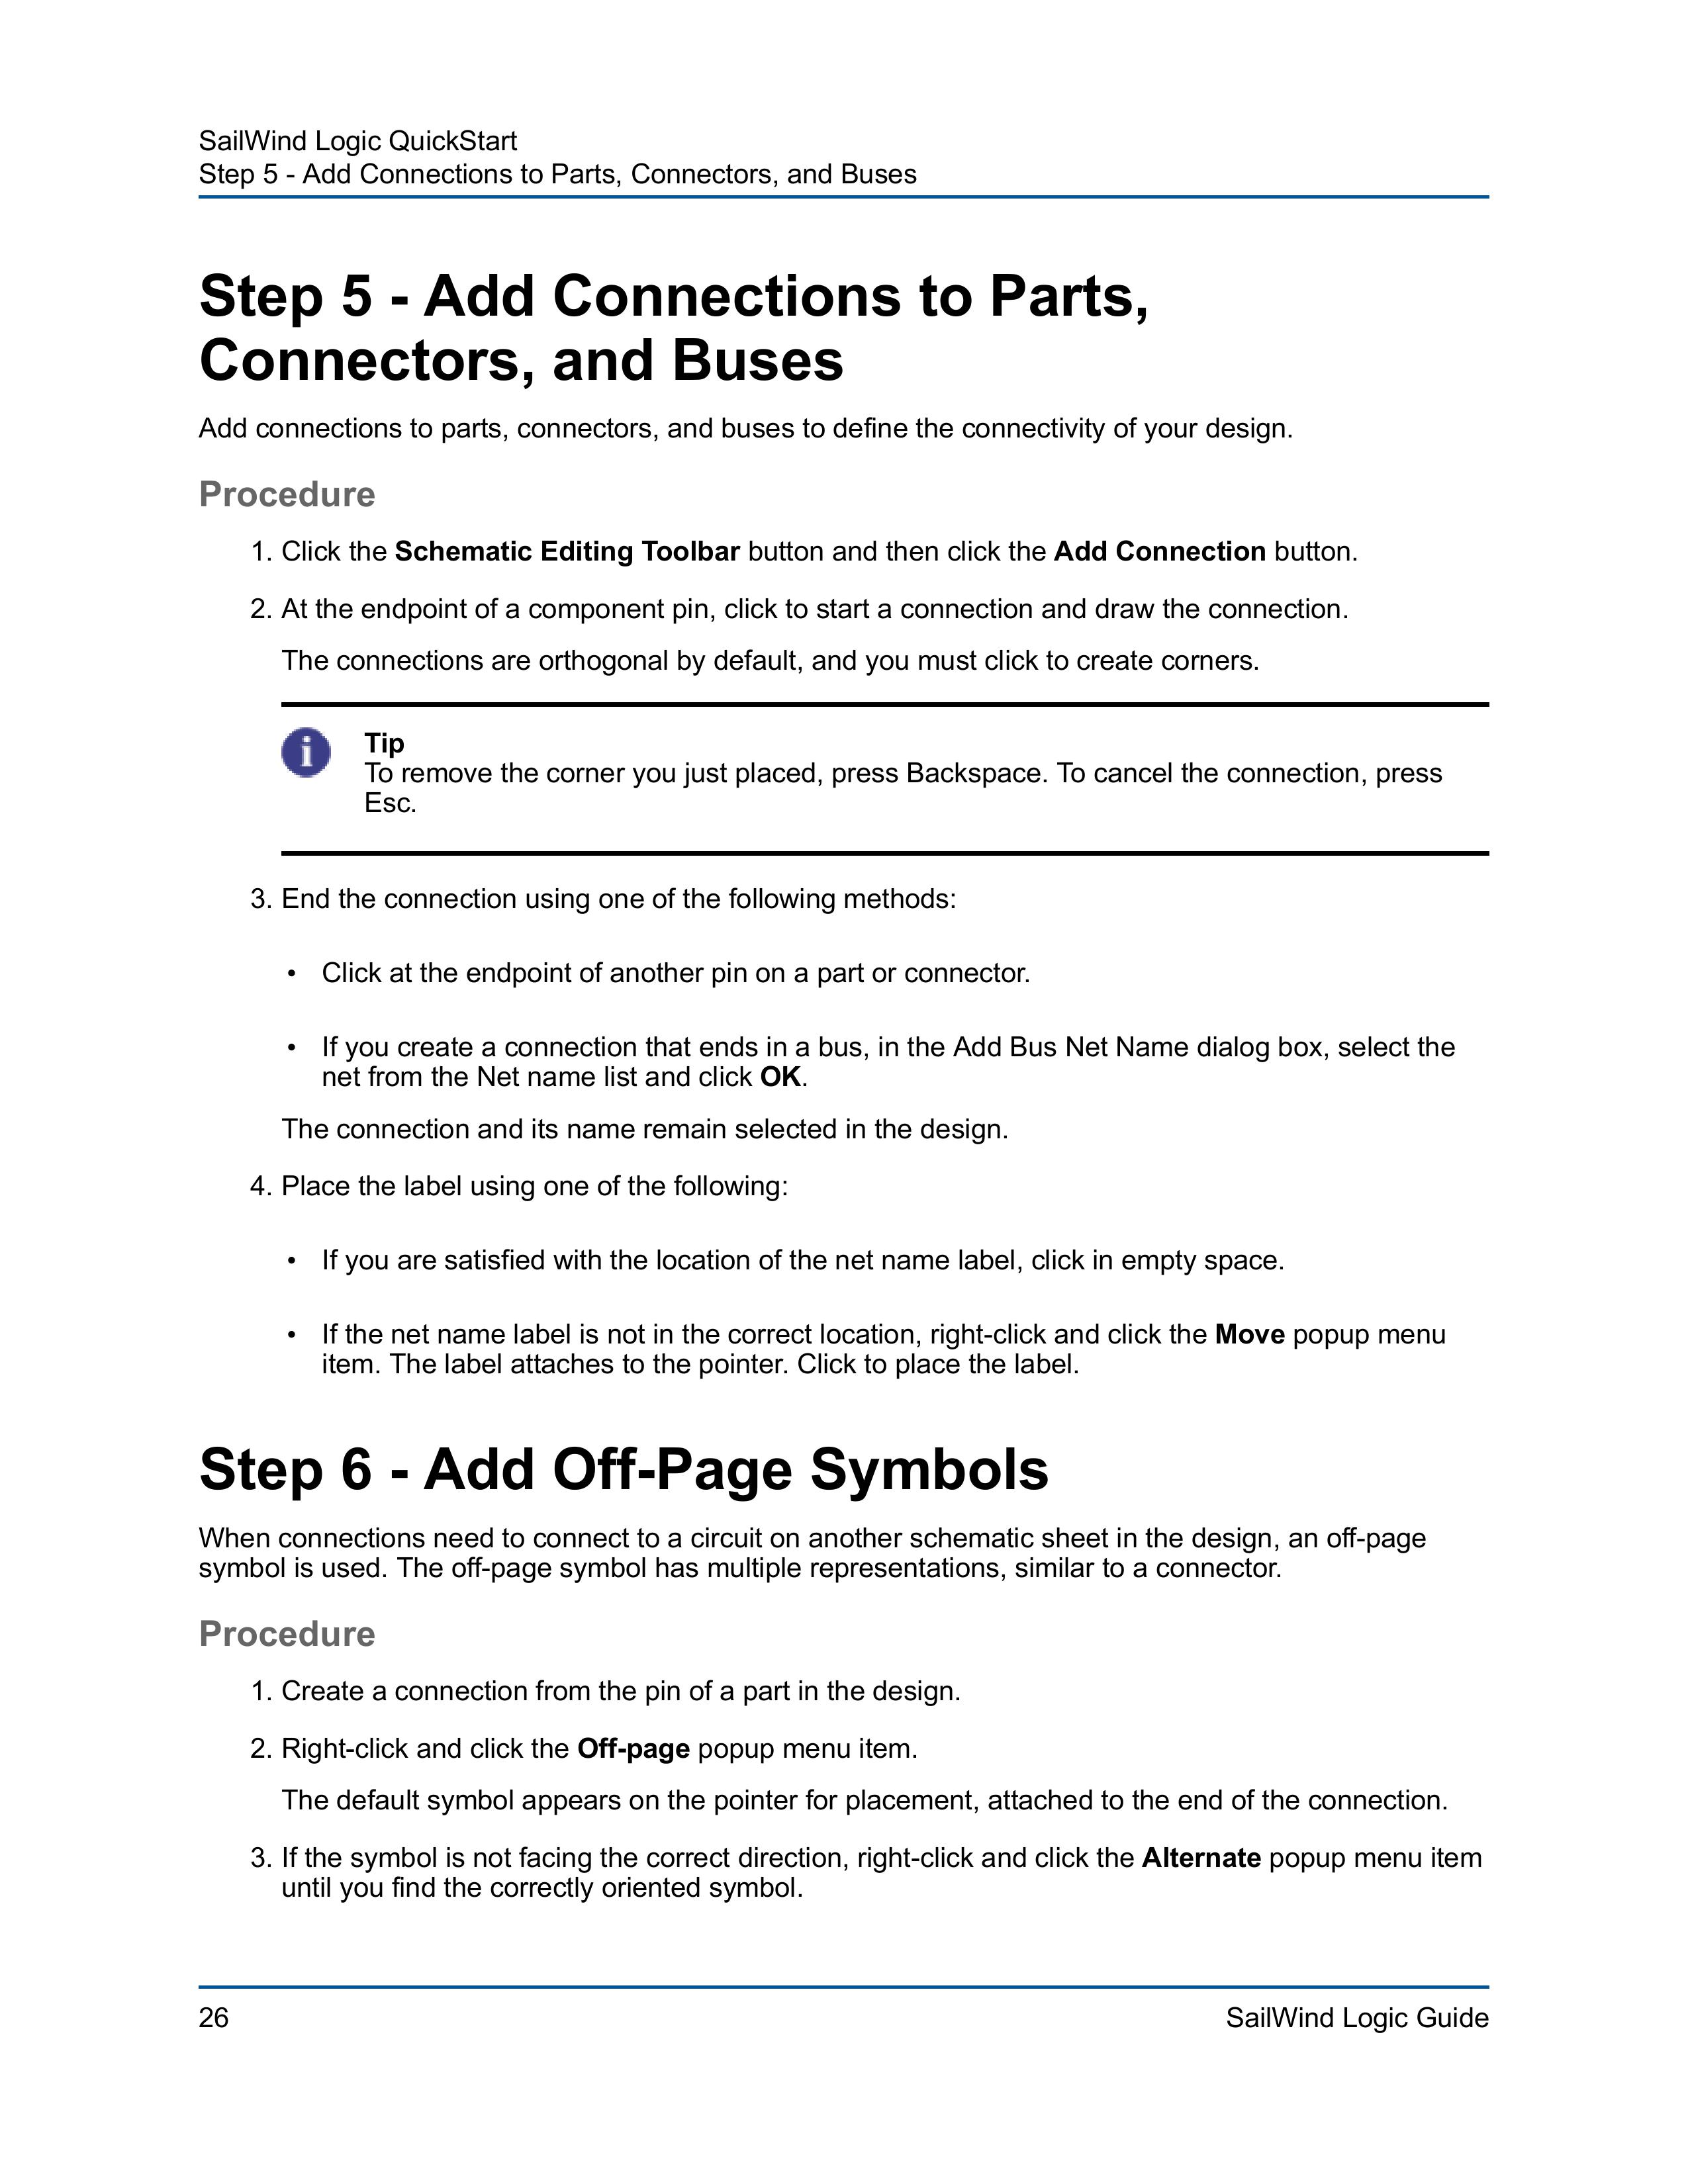 SailWind Logic QuickStart
Step 5 - Add Connections to Parts, Connectors, and Buses
Step 5 - Add Connections to Parts,
Connectors, and Buses
Add connections to parts, connectors, and buses to define the connectivity of your design.
Procedure
1. Click the Schematic Editing Toolbar button and then click the Add Connection button.
2. At the endpoint of a component pin, click to start a connection and draw the connection.
The connections are orthogonal by default, and you must click to create corners.
Tip
To remove the corner you just placed, press Backspace. To cancel the connection, press
Esc.
3. End the connection using one of the following methods:
• Click at the endpoint of another pin on a part or connector.
• If you create a connection that ends in a bus, in the Add Bus Net Name dialog box, select the
net from the Net name list and click OK.
The connection and its name remain selected in the design.
4. Place the label using one of the following:
• If you are satisfied with the location of the net name label, click in empty space.
• If the net name label is not in the correct location, right-click and click the Move popup menu
item. The label attaches to the pointer. Click to place the label.
Step 6 - Add Off-Page Symbols
When connections need to connect to a circuit on another schematic sheet in the design, an off-page
symbol is used. The off-page symbol has multiple representations, similar to a connector.
Procedure
1. Create a connection from the pin of a part in the design.
2. Right-click and click the Off-page popup menu item.
The default symbol appears on the pointer for placement, attached to the end of the connection.
3. If the symbol is not facing the correct direction, right-click and click the Alternate popup menu item
until you find the correctly oriented symbol.
26
SailWind Logic Guide